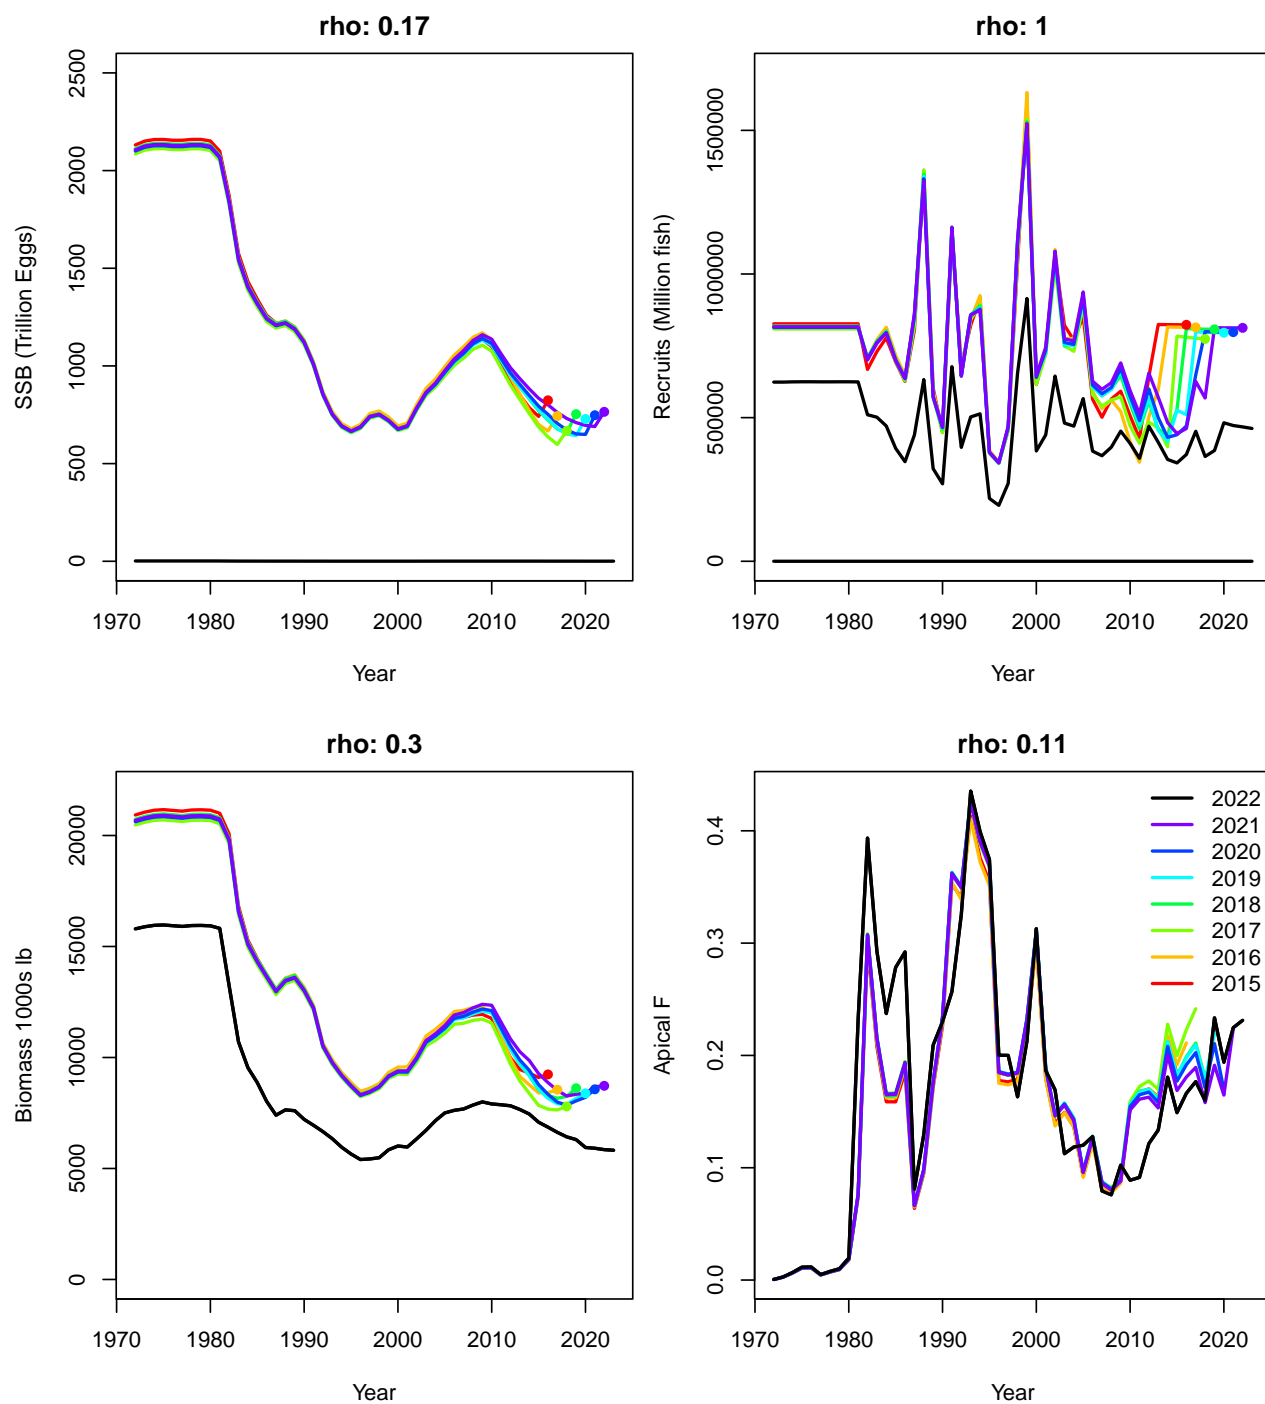 rho: 0.17
2500
2000
1500
1000
500
0
SSB (Trillion Eggs)
1970 1980 1990 2000 2010 2020
Year
rho: 1
1500000
1000000
500000
0
Recruits (Million fish)
1970 1980 1990 2000 2010 2020
Year
rho: 0.3
20000
15000
10000
5000
0
Biomass 1000s lb
1970 1980 1990 2000 2010 2020
Year
rho: 0.11
0.4
0.3
0.2
0.1
0.0
Apical F
2022
2021
2020
2019
2018
2017
2016
2015
1970 1980 1990 2000 2010 2020
Year